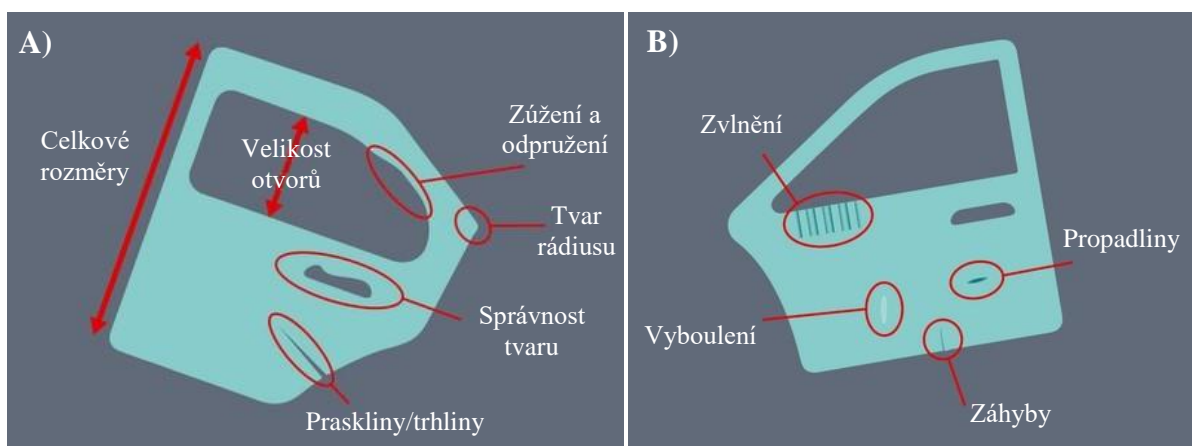 A)
Celkové
rozměry
Velikost
otvorů
Zúžení a
odpružení
Tvar
rádiusu
Správnost
tvaru
Praskliny/trhliny
B)
Zvlnění
Propadliny
Vyboulení
Záhyby